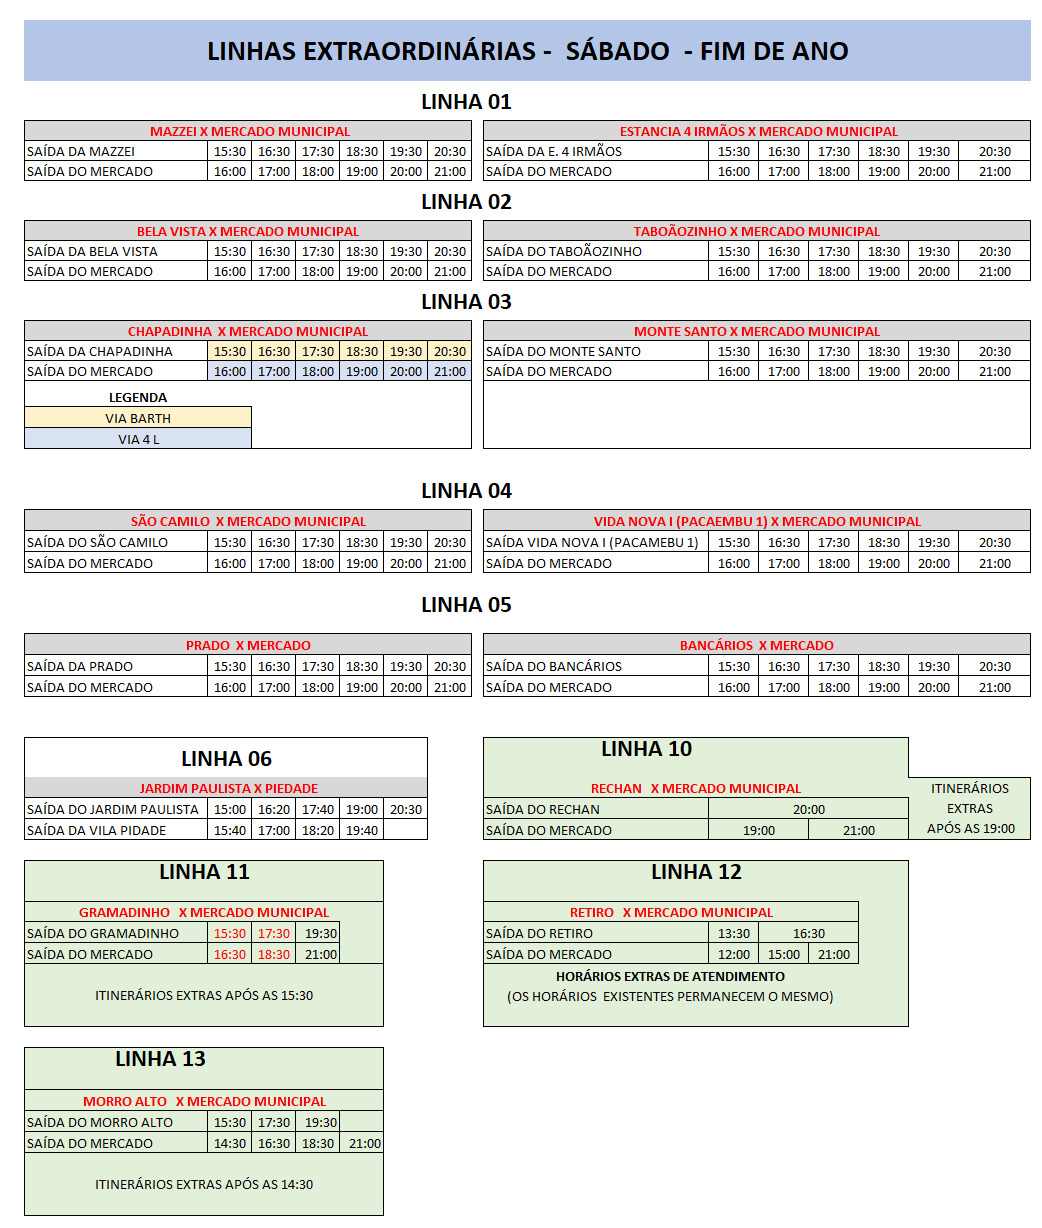 LINHAS EXTRAORDINÁRIAS - SÁBADO - FIM DE ANO
LINHA 01
MAZZEI X MERCADO MUNICIPAL
SAÍDA DA MAZZEI 15:30 16:30 17:30 18:30 19:30 20:30
SAÍDA DO MERCADO 16:00 17:00 18:00 19:00 20:00 21:00
ESTANCIA 4 IRMÃOS X MERCADO MUNICIPAL
SAÍDA DA E. 4 IRMÃOS 15:30 16:30 17:30 18:30 19:30 20:30
SAÍDA DO MERCADO 16:00 17:00 18:00 19:00 20:00 21:00
LINHA 02
BELA VISTA X MERCADO MUNICIPAL
SAÍDA DA BELA VISTA 15:30 16:30 17:30 18:30 19:30 20:30
SAÍDA DO MERCADO 16:00 17:00 18:00 19:00 20:00 21:00
TABOÃOZINHO X MERCADO MUNICIPAL
SAÍDA DO TABOÃOZINHO 15:30 16:30 17:30 18:30 19:30 20:30
SAÍDA DO MERCADO 16:00 17:00 18:00 19:00 20:00 21:00
LINHA 03
CHAPADINHA X MERCADO MUNICIPAL
SAÍDA DA CHAPADINHA 15:30 16:30 17:30 18:30 19:30 20:30
SAÍDA DO MERCADO 16:00 17:00 18:00 19:00 20:00 21:00
LEGENDA
VIA BARTH
VIA 4 L
MONTE SANTO X MERCADO MUNICIPAL
SAÍDA DO MONTE SANTO 15:30 16:30 17:30 18:30 19:30 20:30
SAÍDA DO MERCADO 16:00 17:00 18:00 19:00 20:00 21:00
LINHA 04
SÃO CAMILO X MERCADO MUNICIPAL
SAÍDA DO SÃO CAMILO 15:30 16:30 17:30 18:30 19:30 20:30
SAÍDA DO MERCADO 16:00 17:00 18:00 19:00 20:00 21:00
VIDA NOVA I (PACAEMBU 1) X MERCADO MUNICIPAL
SAÍDA VIDA NOVA I (PACAMEBU 1) 15:30 16:30 17:30 18:30 19:30 20:30
SAÍDA DO MERCADO 16:00 17:00 18:00 19:00 20:00 21:00
LINHA 05
PRADO X MERCADO
SAÍDA DA PRADO 15:30 16:30 17:30 18:30 19:30 20:30
SAÍDA DO MERCADO 16:00 17:00 18:00 19:00 20:00 21:00
BANCÁRIOS X MERCADO
SAÍDA DO BANCÁRIOS 15:30 16:30 17:30 18:30 19:30 20:30
SAÍDA DO MERCADO 16:00 17:00 18:00 19:00 20:00 21:00
LINHA 06
JARDIM PAULISTA X PIEDADE
SAÍDA DO JARDIM PAULISTA 15:00 16:20 17:40 19:00 20:30
SAÍDA DA VILA PIDADE 15:40 17:00 18:20 19:40
LINHA 10
RECHAN X MERCADO MUNICIPAL
SAÍDA DO RECHAN 20:00
SAÍDA DO MERCADO 19:00 21:00
ITINERÁRIOS
EXTRAS
APÓS AS 19:00
LINHA 11
GRAMADINHO X MERCADO MUNICIPAL
SAÍDA DO GRAMADINHO 15:30 17:30 19:30
SAÍDA DO MERCADO 16:30 18:30 21:00
ITINERÁRIOS EXTRAS APÓS AS 15:30
LINHA 12
RETIRO X MERCADO MUNICIPAL
SAÍDA DO RETIRO 13:30 16:30
SAÍDA DO MERCADO 12:00 15:00 21:00
HORÁRIOS EXTRAS DE ATENDIMENTO
(OS HORÁRIOS EXISTENTES PERMANECEM O MESMO)
LINHA 13
MORRO ALTO X MERCADO MUNICIPAL
SAÍDA DO MORRO ALTO 15:30 17:30 19:30
SAÍDA DO MERCADO 14:30 16:30 18:30 21:00
ITINERÁRIOS EXTRAS APÓS AS 14:30